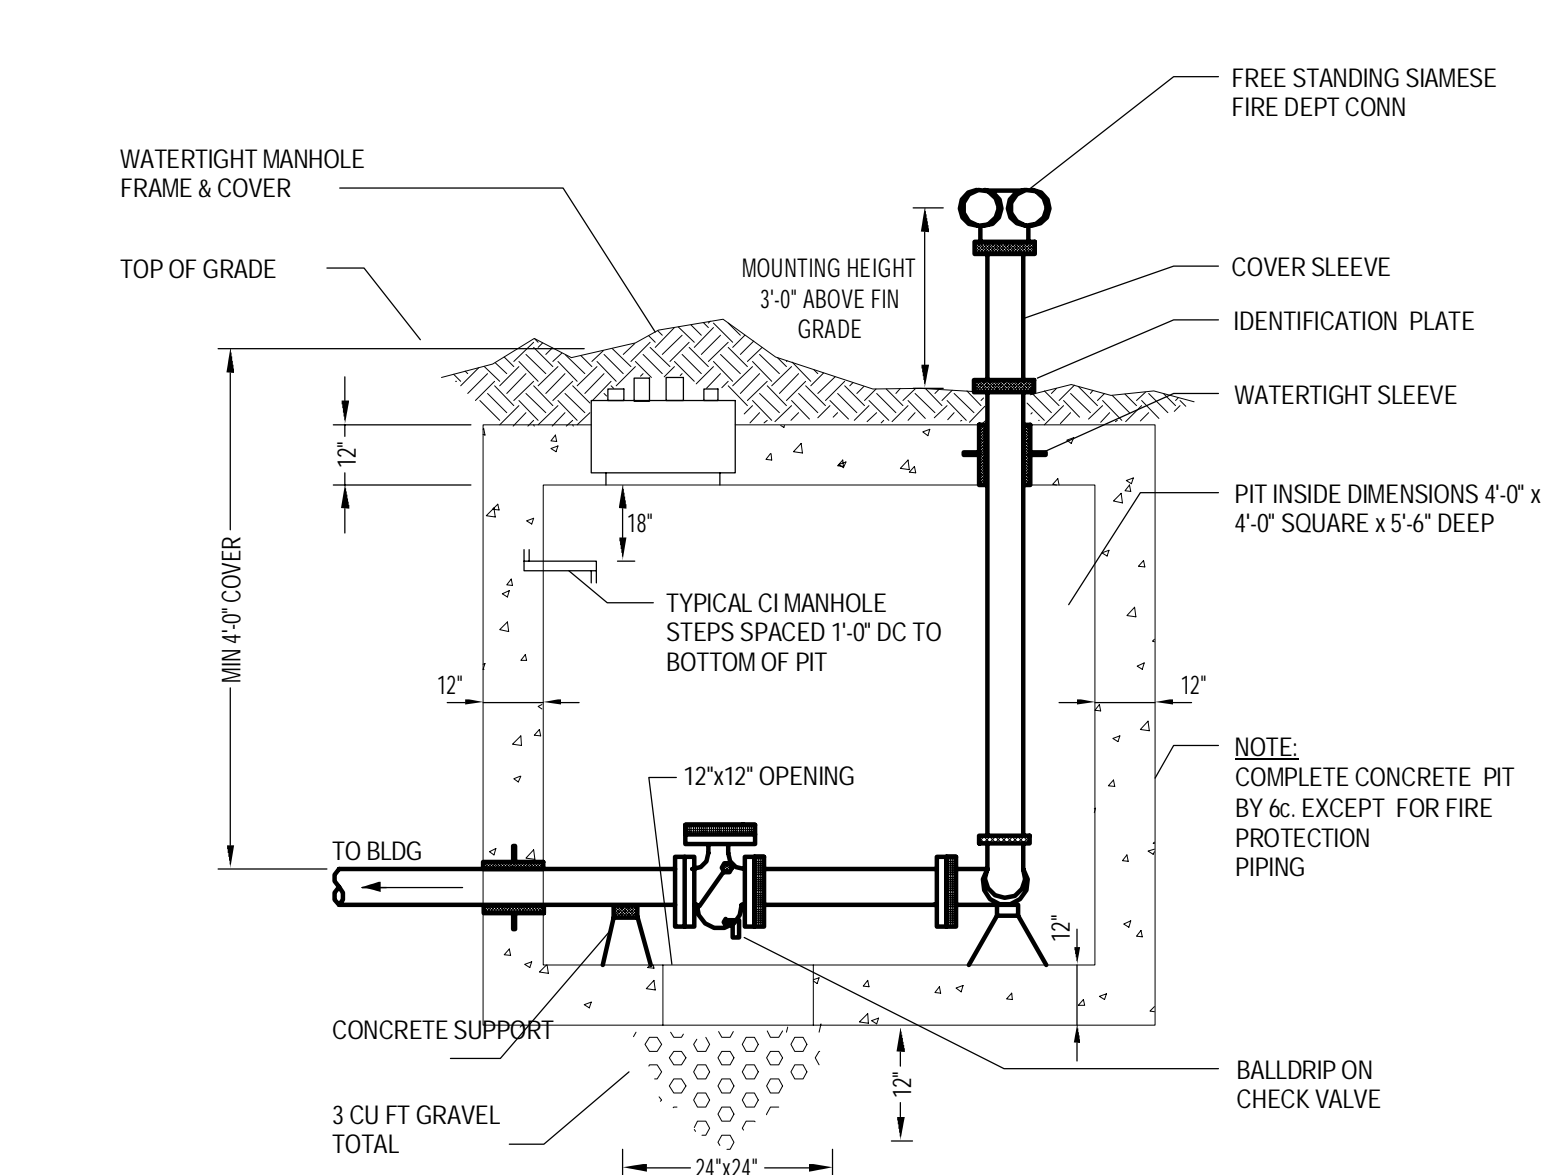 FREE STANDING SIAMESE
FIRE DEPT CONN
WATERTIGHT MANHOLE
FRAME & COVER
TOP OF GRADE
MOUNTING HEIGHT
3'-0" ABOVE FIN
GRADE
COVER SLEEVE
IDENTIFICATION PLATE
WATERTIGHT SLEEVE
12"
18"
PIT INSIDE DIMENSIONS 4'-0" x
4'-0" SQUARE x 5'-6" DEEP
MIN 4'-0" COVER
TYPICAL CI MANHOLE
STEPS SPACED 1'-0" DC TO
BOTTOM OF PIT
12"
12"
12"x12" OPENING
NOTE:
COMPLETE CONCRETE PIT
BY 6c. EXCEPT FOR FIRE
PROTECTION
PIPING
TO BLDG
12"
CONCRETE SUPPORT
12"
BALLDRIP ON
CHECK VALVE
3 CU FT GRAVEL
TOTAL
24"x24"